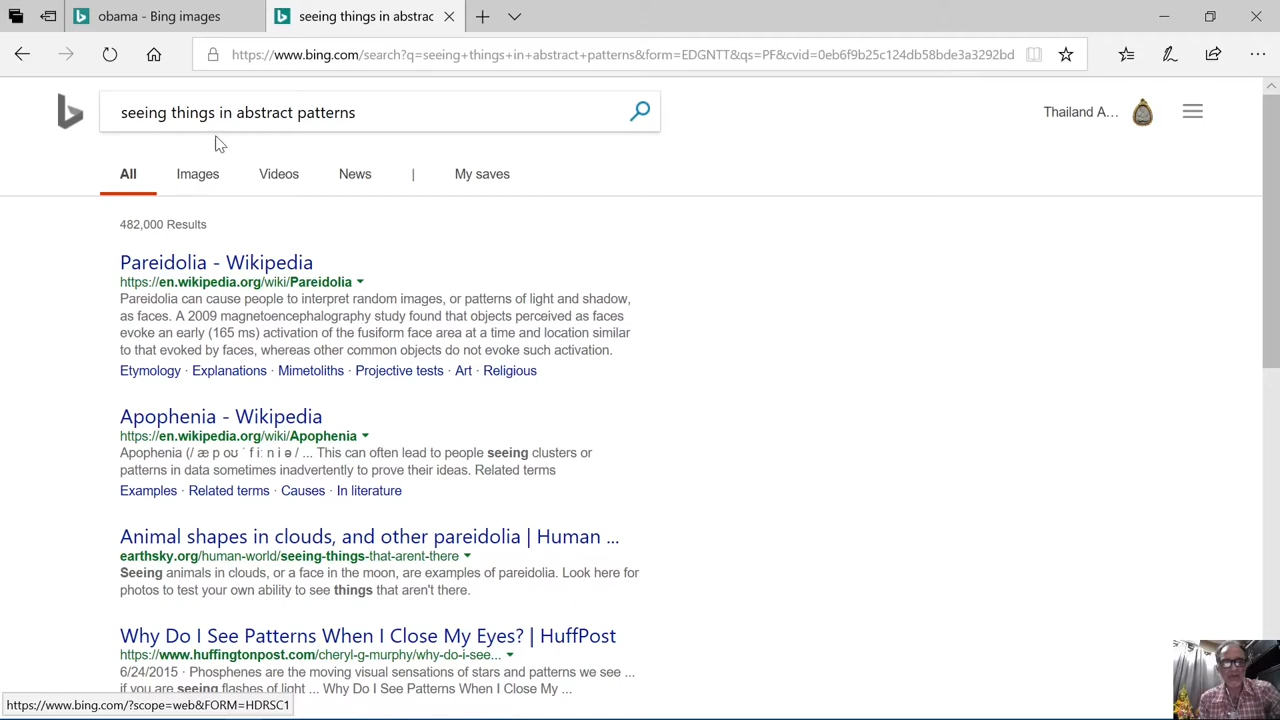 obama - Bing images
seeing things in abstrac
https://www.bing.com/search?q=seeing+things+in+abstract+patterns&form=EDGNTT&qs=PF&cvid=0eb6f9b25c124db58bde3a3292bd
seeing things in abstract patterns
Thailand A...
All Images Videos News | My saves
482,000 Results
Pareidolia - Wikipedia
https://en.wikipedia.org/wiki/Pareidolia
Pareidolia can cause people to interpret random images, or patterns of light and shadow,
as faces. A 2009 magnetoencephalography study found that objects perceived as faces
evoke an early (165 ms) activation of the fusiform face area at a time and location similar
to that evoked by faces, whereas other common objects do not evoke such activation.
Etymology · Explanations · Mimetoliths · Projective tests · Art · Religious
Apophenia - Wikipedia
https://en.wikipedia.org/wiki/Apophenia
Apophenia (/ æ p oʊ ˈ f iː n i ə / ... This can often lead to people seeing clusters or
patterns in data sometimes inadvertently to prove their ideas. Related terms
Examples · Related terms · Causes · In literature
Animal shapes in clouds, and other pareidolia | Human ...
earthsky.org/human-world/seeing-things-that-arent-there
Seeing animals in clouds, or a face in the moon, are examples of pareidolia. Look here for
photos to test your own ability to see things that aren't there.
Why Do I See Patterns When I Close My Eyes? | HuffPost
https://www.huffingtonpost.com/cheryl-g-murphy/why-do-i-see...
6/24/2015 · Phosphenes are the moving visual sensations of stars and patterns we see ...
if you are seeing flashes of light ... Why Do I See Patterns When I Close My ...
https://www.bing.com/?scope=web&FORM=HDRSC1